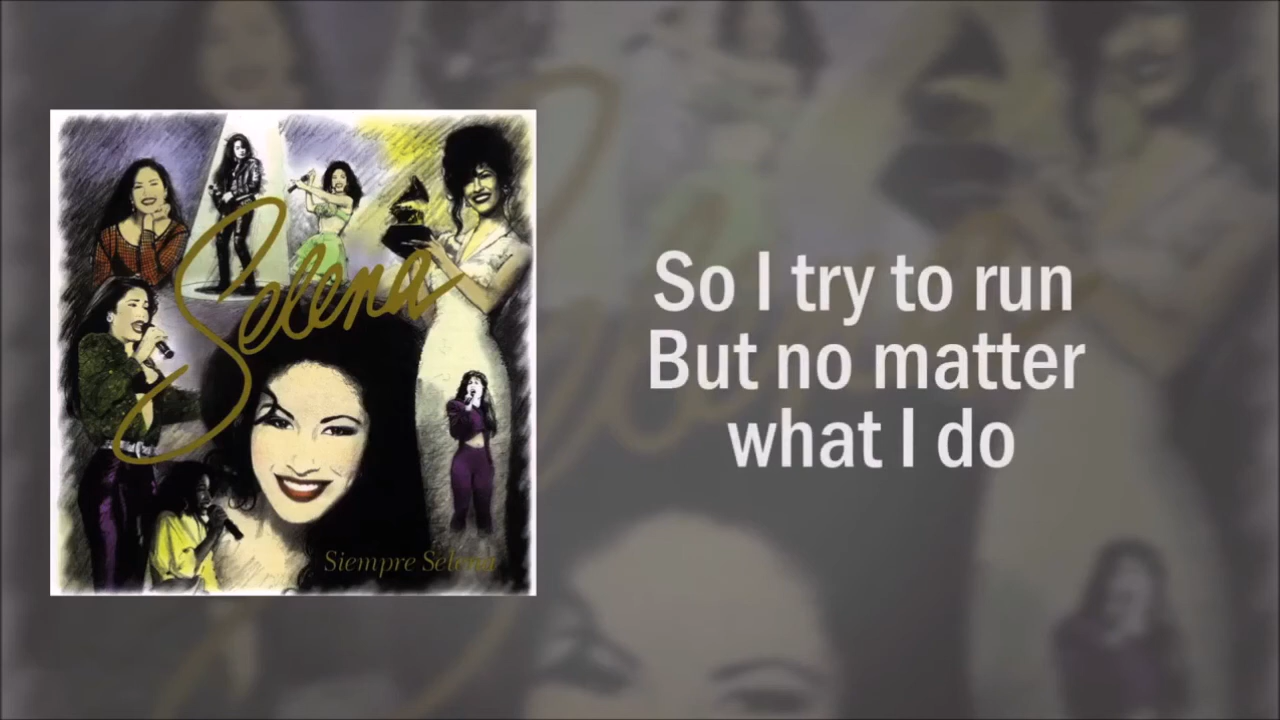 Selena
Siempre Selena
So I try to run
But no matter
what I do